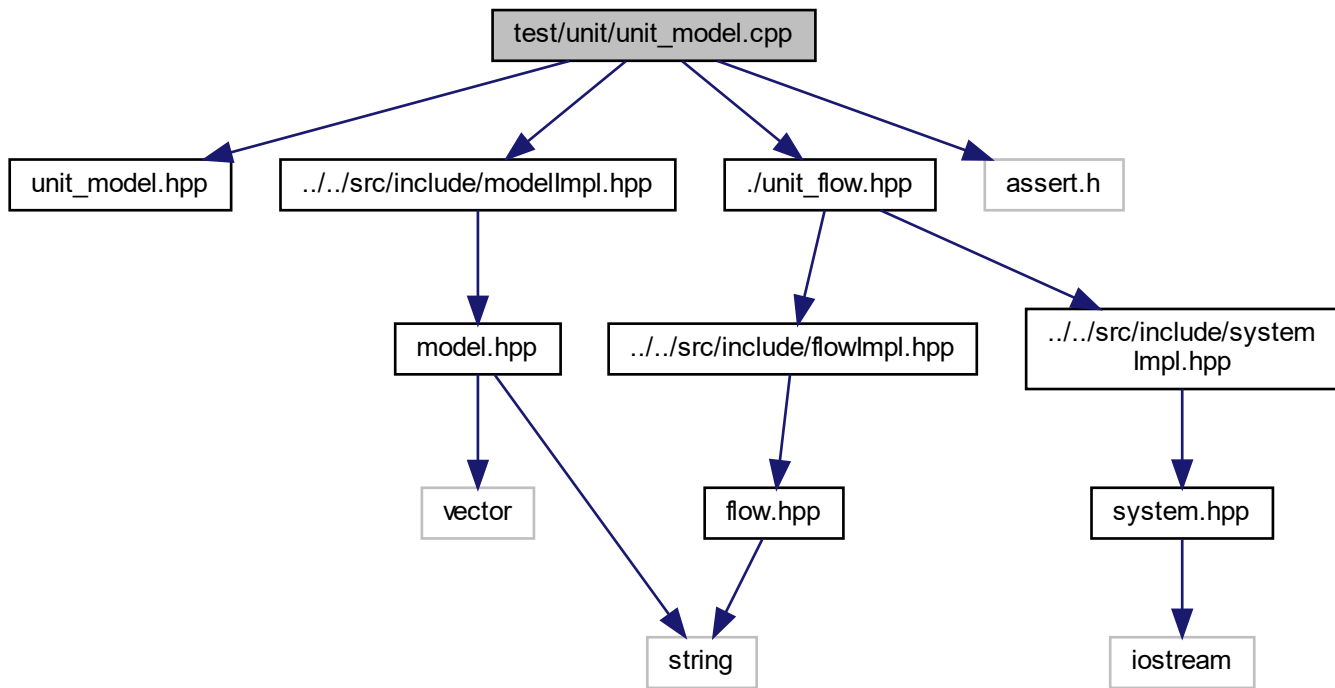 test/unit/unit_model.cpp
unit_model.hpp
../../src/include/modelImpl.hpp
./unit_flow.hpp
assert.h
model.hpp
../../src/include/flowImpl.hpp
../../src/include/system
Impl.hpp
vector
flow.hpp
system.hpp
string
iostream